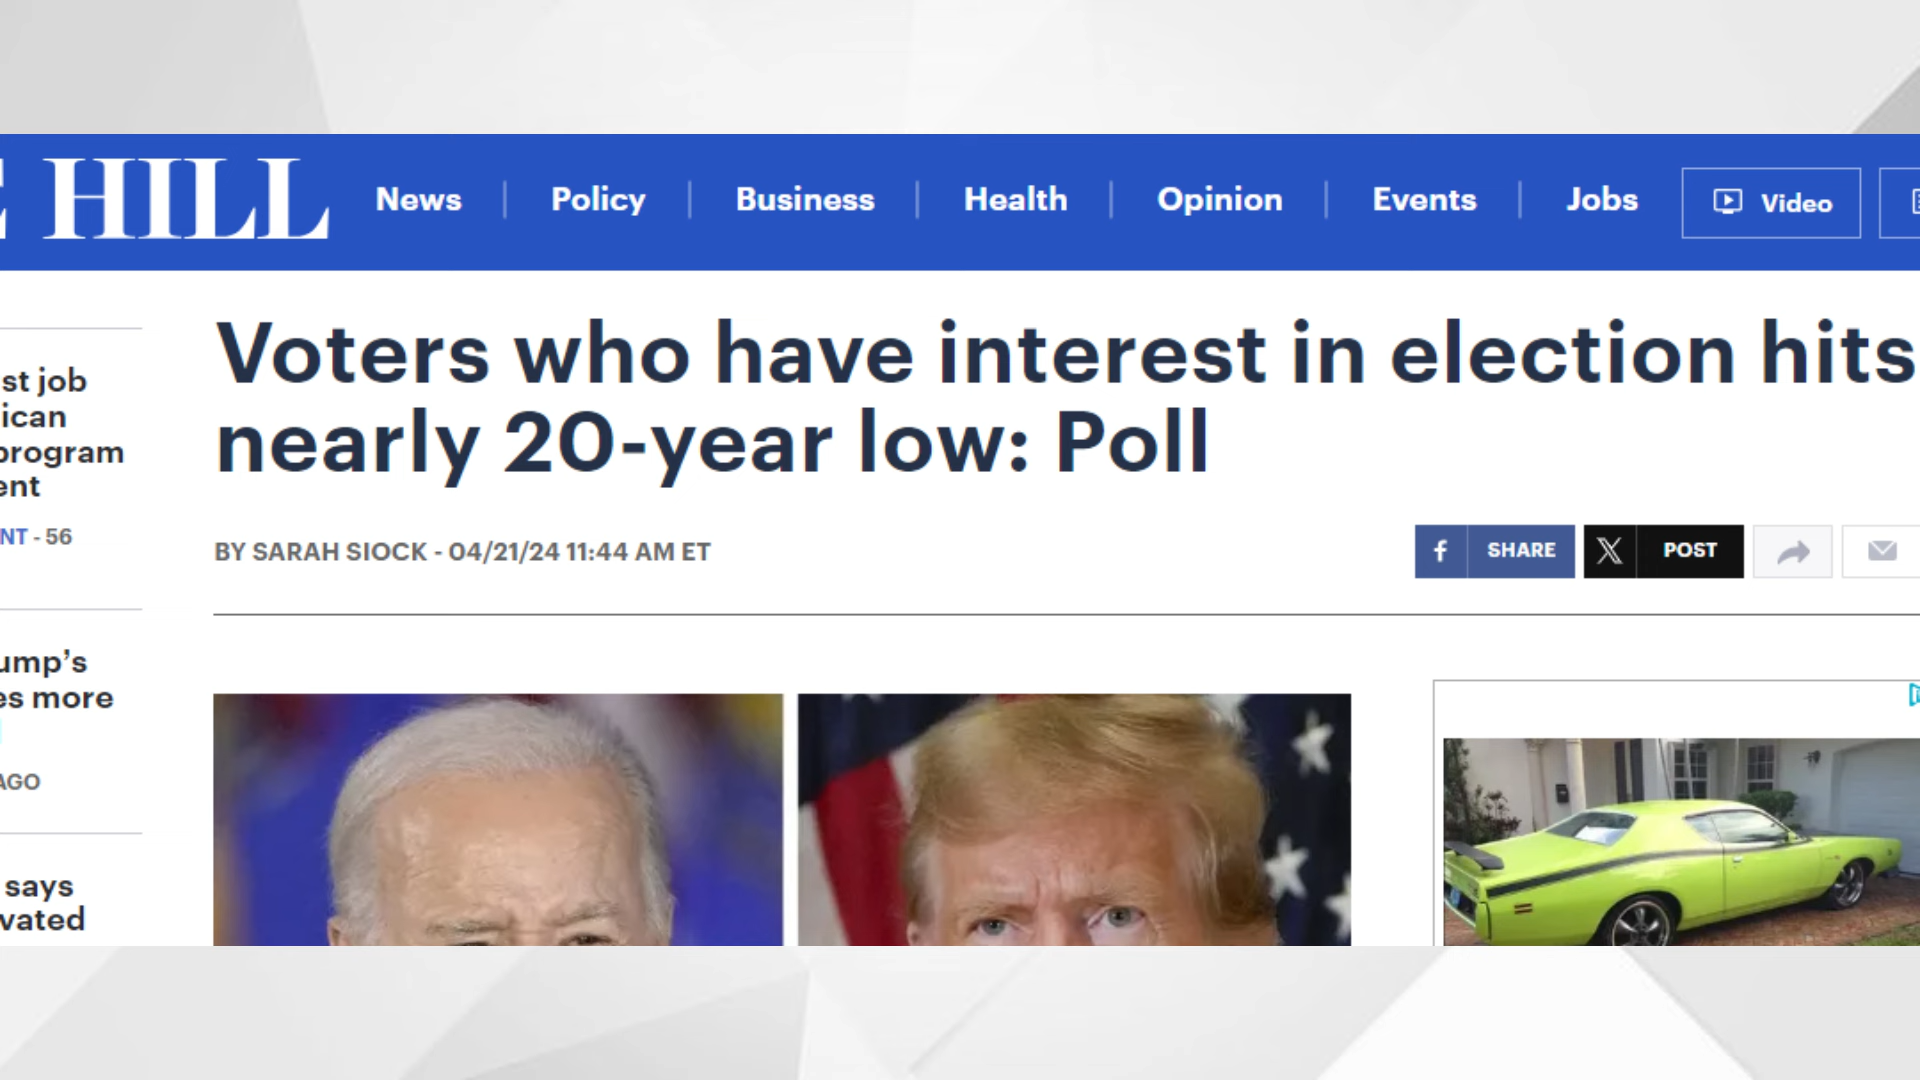 HILL
News
Policy
Business
Health
Opinion
Events
Jobs
Video
st job
ican
program
ent
NT - 56
ump's
es more
AGO
says
vated
Voters who have interest in election hits
nearly 20-year low: Poll
BY SARAH SIOCK - 04/21/24 11:44 AM ET
f SHARE
X POST